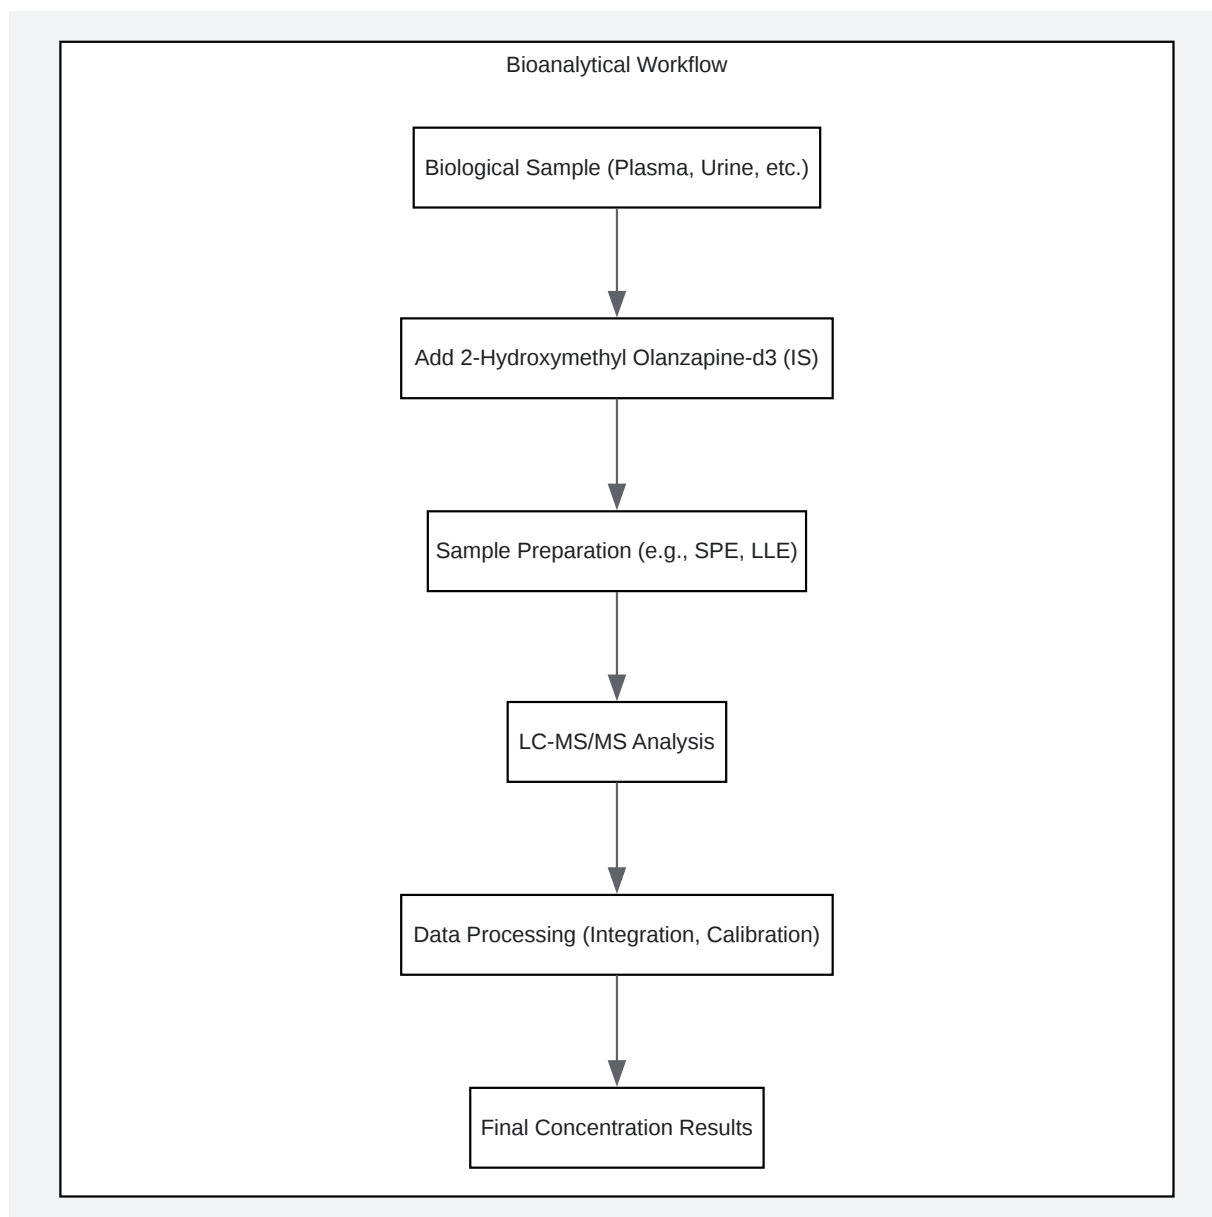 Bioanalytical Workflow
Biological Sample (Plasma, Urine, etc.)
Add 2-Hydroxymethyl Olanzapine-d3 (IS)
Sample Preparation (e.g., SPE, LLE)
LC-MS/MS Analysis
Data Processing (Integration, Calibration)
Final Concentration Results